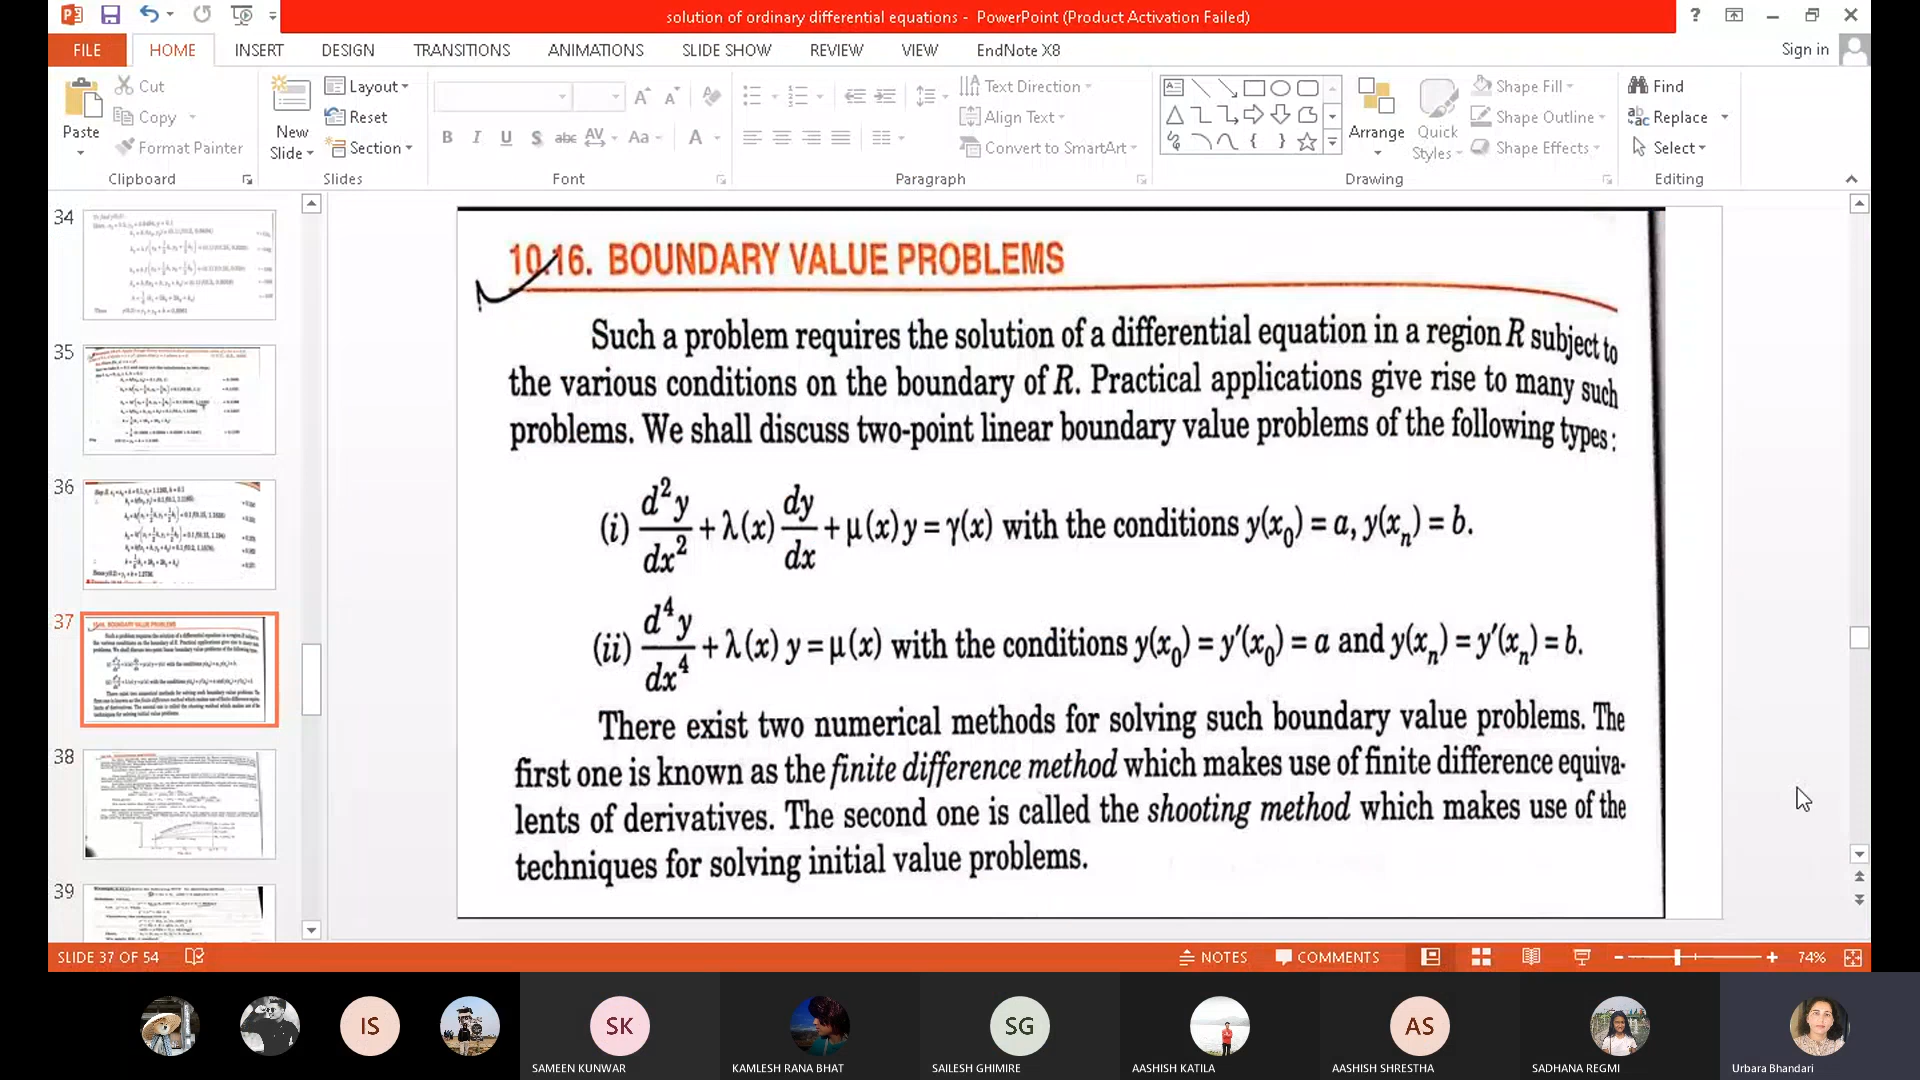 solution of ordinary differential equations - PowerPoint (Product Activation Failed)
FILE HOME INSERT DESIGN TRANSITIONS ANIMATIONS SLIDE SHOW REVIEW VIEW EndNote X8 Sign in
Paste Cut Copy Format Painter Clipboard
New Slide Layout Reset Section Slides
Font
Text Direction Align Text Convert to SmartArt Paragraph
Arrange Quick Styles Shape Fill Shape Outline Shape Effects Drawing
Find Replace Select Editing
34
35
36
37
38
39
10.16. BOUNDARY VALUE PROBLEMS
Such a problem requires the solution of a differential equation in a region R subject to
the various conditions on the boundary of R. Practical applications give rise to many such
problems. We shall discuss two-point linear boundary value problems of the following types :
(i) d²y/dx² + λ(x) dy/dx + μ(x) y = γ(x) with the conditions y(x₀) = a, y(xₙ) = b.
(ii) d⁴y/dx⁴ + λ(x) y = μ(x) with the conditions y(x₀) = y′(x₀) = a and y(xₙ) = y′(xₙ) = b.
There exist two numerical methods for solving such boundary value problems. The
first one is known as the finite difference method which makes use of finite difference equiva-
lents of derivatives. The second one is called the shooting method which makes use of the
techniques for solving initial value problems.
SLIDE 37 OF 54 NOTES COMMENTS 74%
IS SK SG AS
SAMEEN KUNWAR KAMLESH RANA BHAT SAILESH GHIMIRE AASHISH KATILA AASHISH SHRESTHA SADHANA REGMI Urbara Bhandari